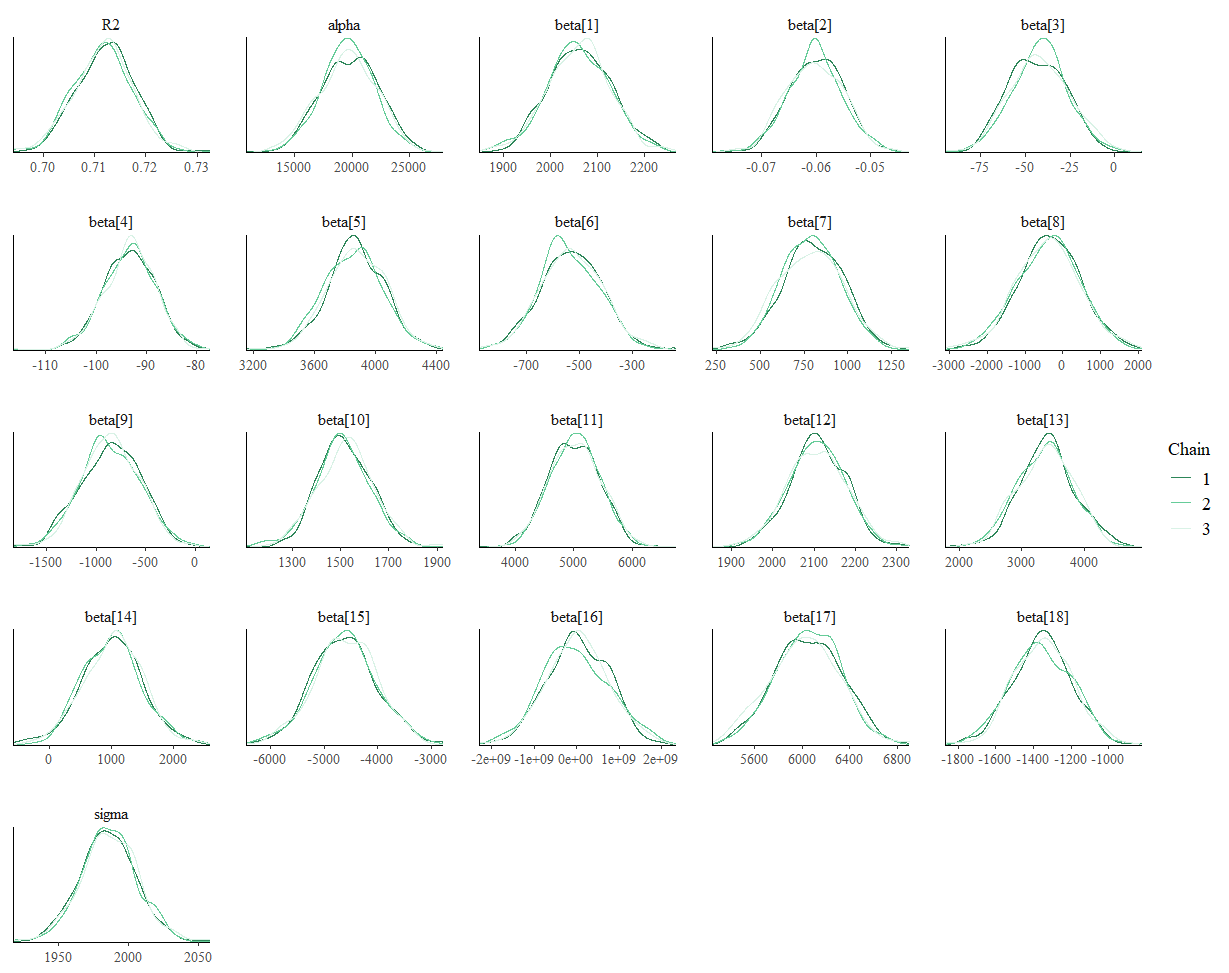 R2 alpha beta[1] beta[2] beta[3]
0.70 0.71 0.72 0.73 15000 20000 25000 1900 2000 2100 2200 -0.07 -0.06 -0.05 -75 -50 -25 0
beta[4] beta[5] beta[6] beta[7] beta[8]
-110 -100 -90 -80 3200 3600 4000 4400 -700 -500 -300 250 500 750 1000 1250 -3000 -2000 -1000 0 1000 2000
beta[9] beta[10] beta[11] beta[12] beta[13]
-1500 -1000 -500 0 1300 1500 1700 1900 4000 5000 6000 1900 2000 2100 2200 2300 2000 3000 4000
Chain
1
2
3
beta[14] beta[15] beta[16] beta[17] beta[18]
0 1000 2000 -6000 -5000 -4000 -3000 -2e+09 -1e+09 0e+00 1e+09 2e+09 5600 6000 6400 6800 -1800 -1600 -1400 -1200 -1000
sigma
1950 2000 2050